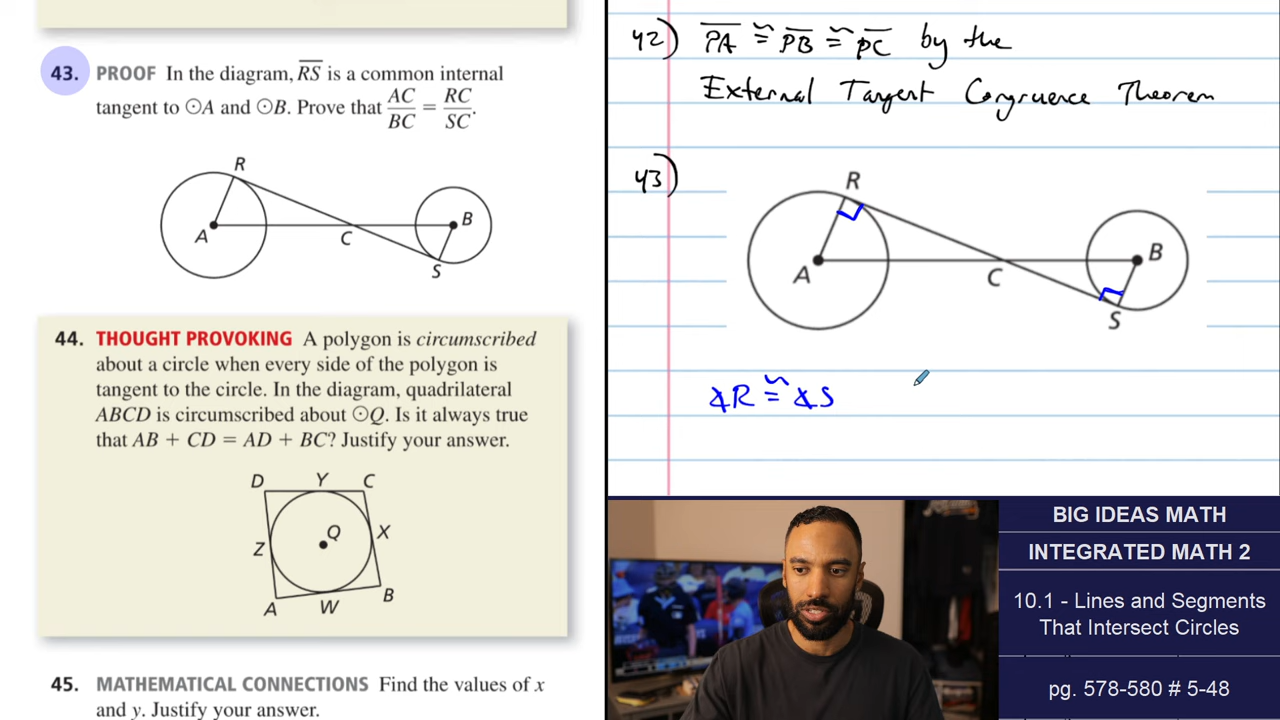 43. PROOF In the diagram, RS is a common internal
tangent to ⊙A and ⊙B. Prove that AC/BC = RC/SC.
R
A
C
B
S
44. THOUGHT PROVOKING A polygon is circumscribed
about a circle when every side of the polygon is
tangent to the circle. In the diagram, quadrilateral
ABCD is circumscribed about ⊙Q. Is it always true
that AB + CD = AD + BC? Justify your answer.
D Y C
Q X
Z
A W B
45. MATHEMATICAL CONNECTIONS Find the values of x
and y. Justify your answer.
42) PA ≅ PB ≅ PC by the
External Tangent Congruence Theorem
43)
R
A
C
B
S
∡R ≅ ∡S
BIG IDEAS MATH
INTEGRATED MATH 2
10.1 - Lines and Segments
That Intersect Circles
pg. 578-580 # 5-48